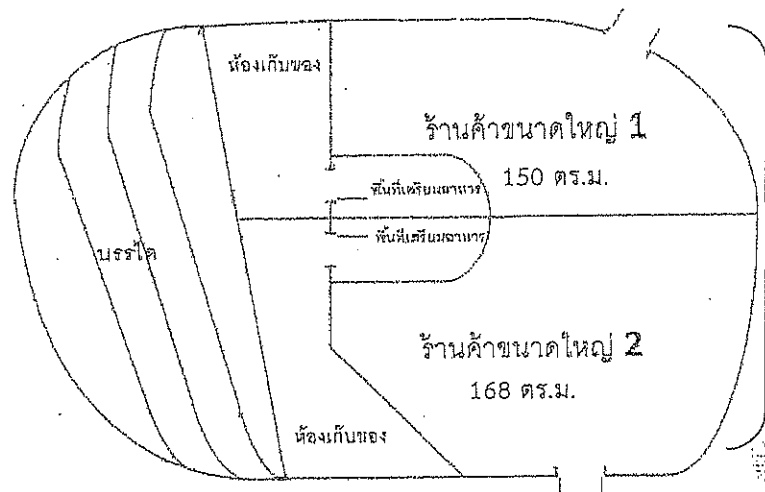 ห้องเก็บของ
ร้านค้าขนาดใหญ่ 1
150 ตร.ม.
พื้นที่เตรียมอาหาร
พื้นที่เตรียมอาหาร
บรรได
ร้านค้าขนาดใหญ่ 2
168 ตร.ม.
ห้องเก็บของ